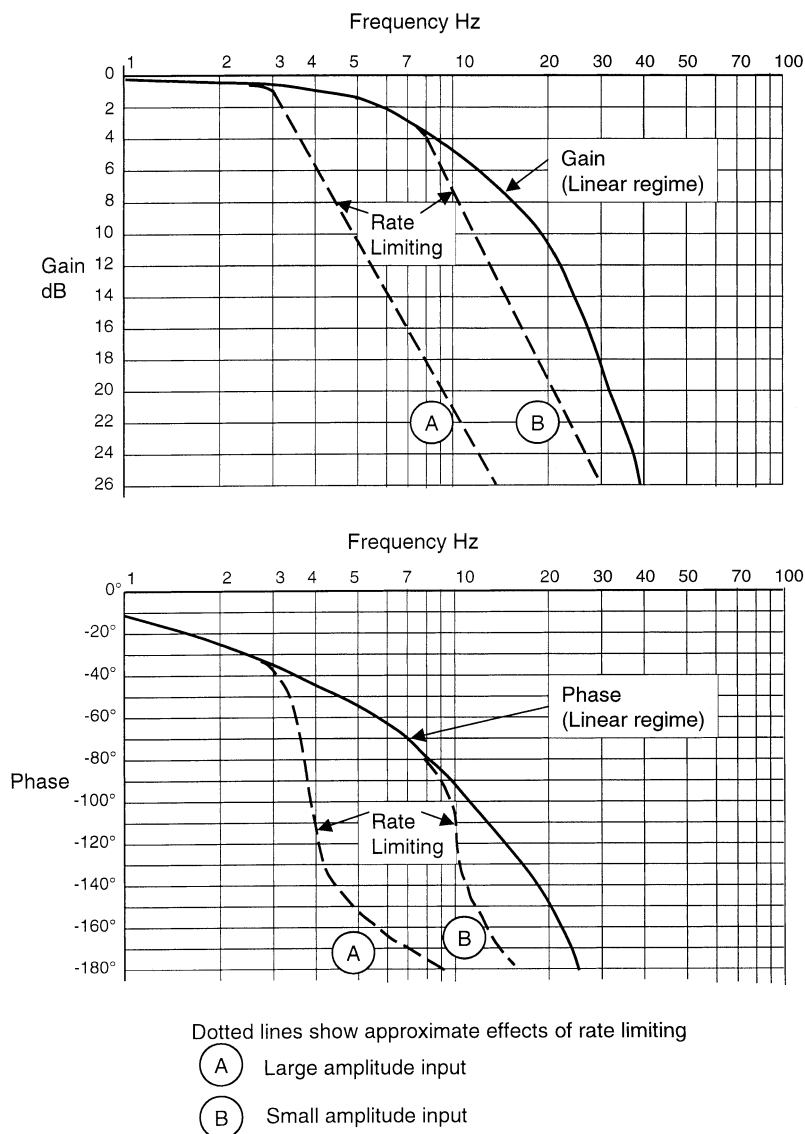 Frequency Hz
1 2 3 4 5 7 10 20 30 40 50 70 100
0
2
4
6
8
10
12
14
16
18
20
22
24
26
Gain
dB
Gain
(Linear regime)
Rate
Limiting
A
B
Frequency Hz
1 2 3 4 5 7 10 20 30 40 50 70 100
0°
-20°
-40°
-60°
-80°
-100°
-120°
-140°
-160°
-180°
Phase
Phase
(Linear regime)
Rate
Limiting
A
B
Dotted lines show approximate effects of rate limiting
A Large amplitude input
B Small amplitude input